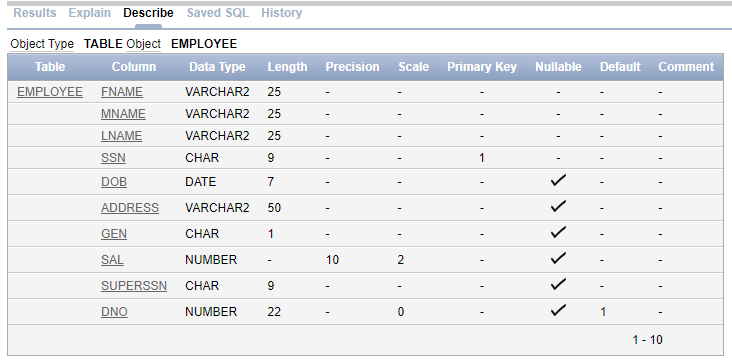 Results Explain Describe Saved SQL History
Object Type TABLE Object EMPLOYEE
Table Column Data Type Length Precision Scale Primary Key Nullable Default Comment
EMPLOYEE FNAME VARCHAR2 25 - - - - - -
MNAME VARCHAR2 25 - - - - - -
LNAME VARCHAR2 25 - - - - - -
SSN CHAR 9 - - 1 - - -
DOB DATE 7 - - - ✓ - -
ADDRESS VARCHAR2 50 - - - ✓ - -
GEN CHAR 1 - - - ✓ - -
SAL NUMBER - 10 2 - ✓ - -
SUPERSSN CHAR 9 - - - ✓ - -
DNO NUMBER 22 - 0 - ✓ 1 -
1 - 10